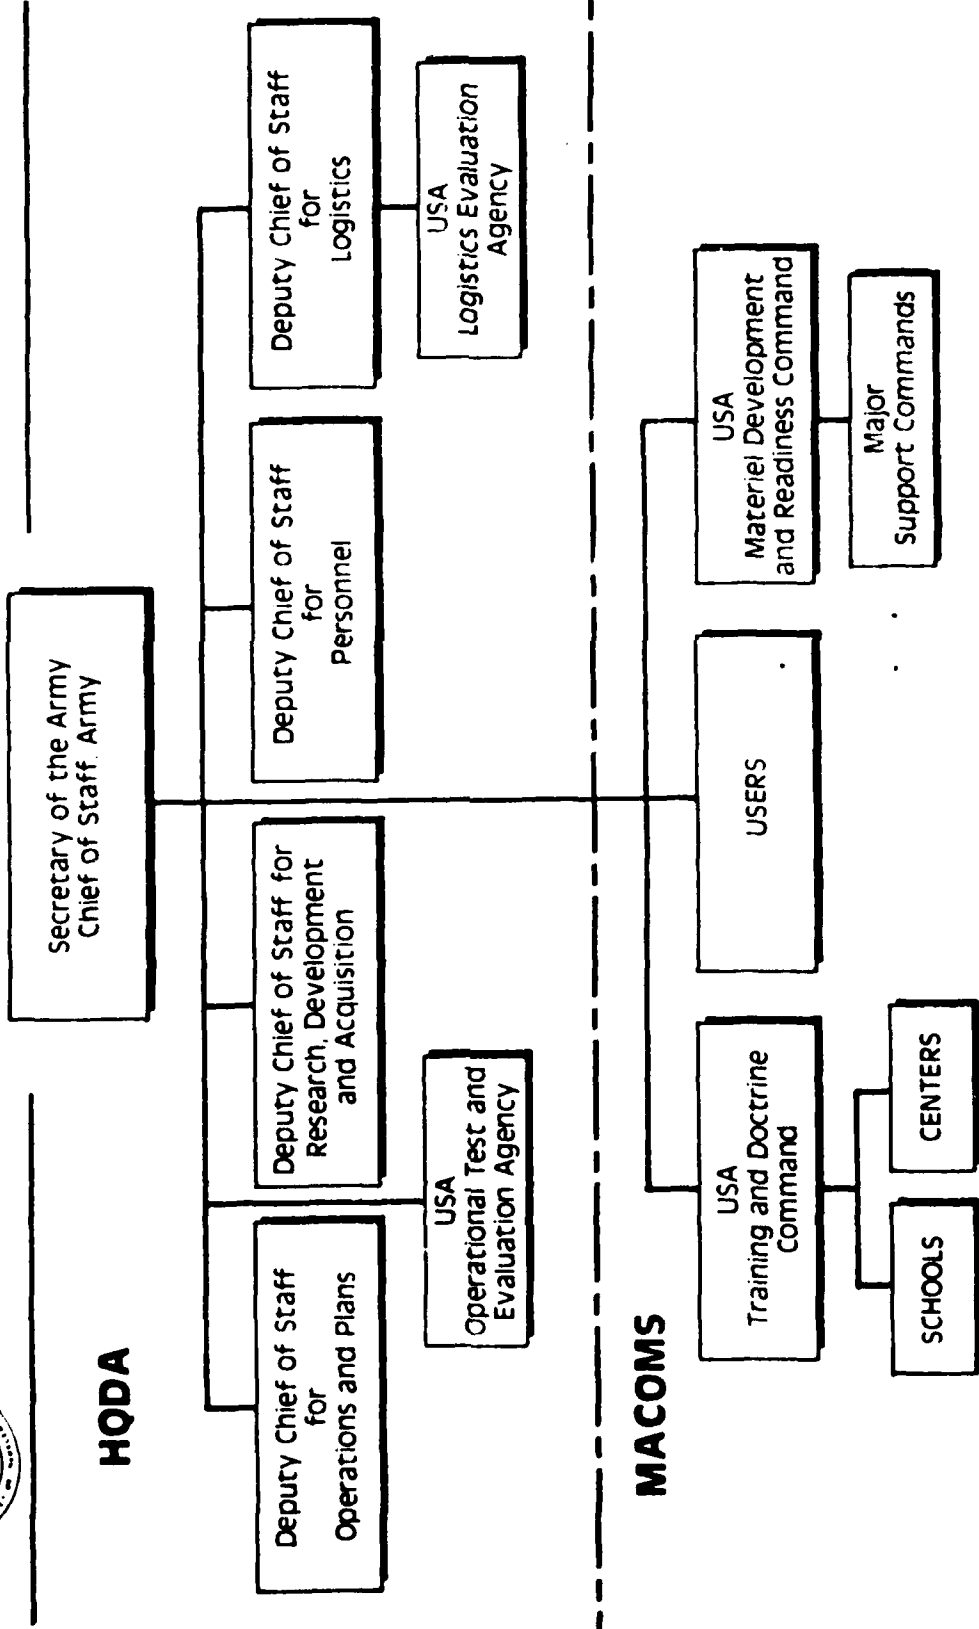 Secretary of the Army
Chief of Staff. Army
HQDA
Deputy Chief of Staff
for
Operations and Plans
Deputy Chief of Staff for
Research, Development
and Acquisition
Deputy Chief of Staff
for
Personnel
Deputy Chief of Staff
for
Logistics
USA
Operational Test and
Evaluation Agency
USA
Logistics Evaluation
Agency
MACOMS
USA
Training and Doctrine
Command
USERS
USA
Materiel Development
and Readiness Command
SCHOOLS
CENTERS
Major
Support Commands